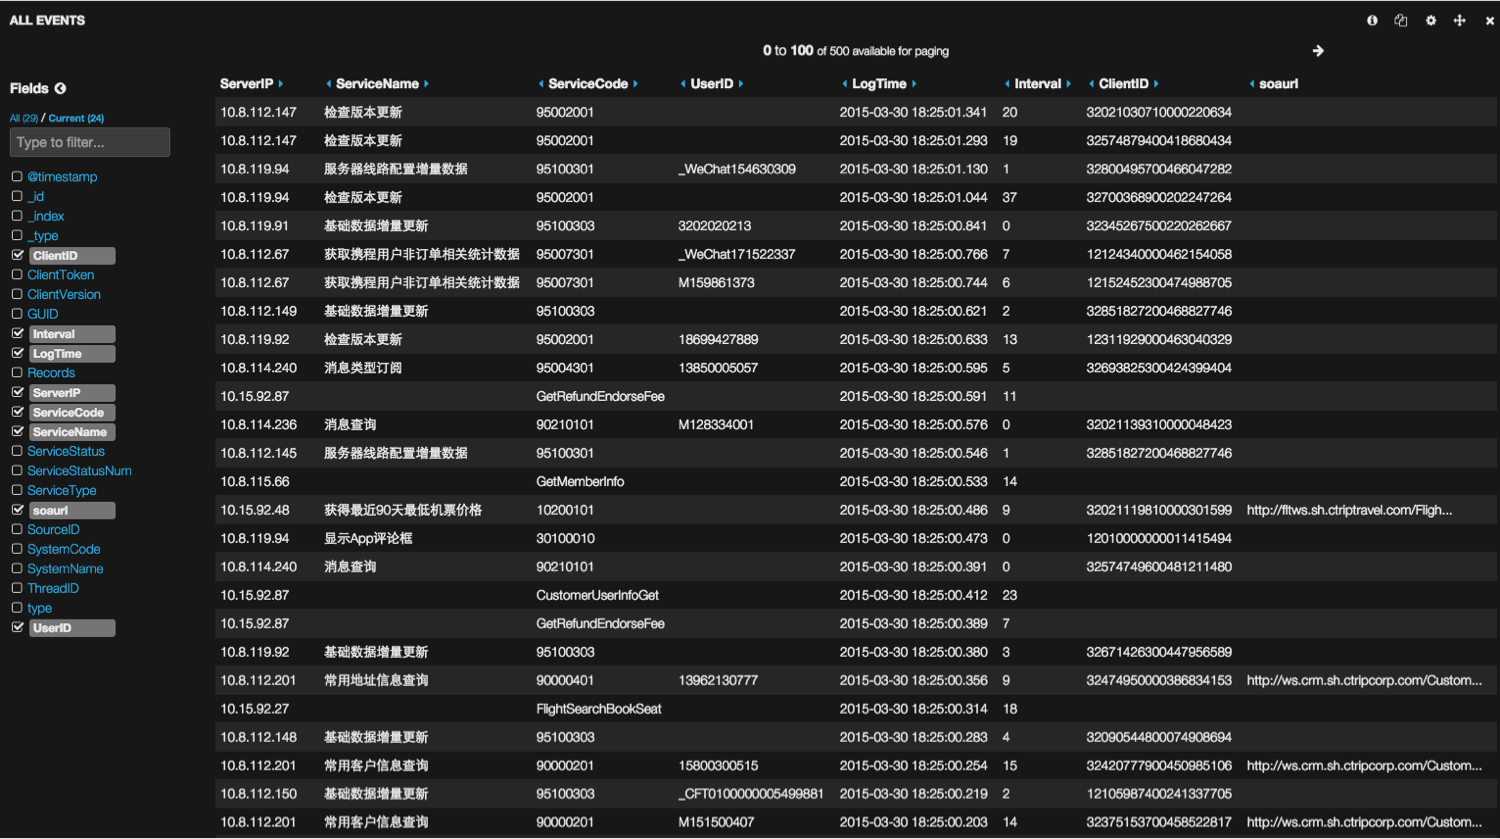 ALL EVENTS
0 to 100 of 500 available for paging
Fields
All (29) / Current (24)
Type to filter...
@timestamp
_id
_index
_type
ClientID
ClientToken
ClientVersion
GUID
Interval
LogTime
Records
ServerIP
ServiceCode
ServiceName
ServiceStatus
ServiceStatusNum
ServiceType
soaurl
SourceID
SystemCode
SystemName
ThreadID
type
UserID
ServerIP ServiceName ServiceCode UserID LogTime Interval ClientID soaurl
10.8.112.147 检查版本更新 95002001 2015-03-30 18:25:01.341 20 32021030710000220634
10.8.112.147 检查版本更新 95002001 2015-03-30 18:25:01.293 19 32574879400418680434
10.8.119.94 服务器线路配置增量数据 95100301 _WeChat154630309 2015-03-30 18:25:01.130 1 32800495700466047282
10.8.119.94 检查版本更新 95002001 2015-03-30 18:25:01.044 37 32700368900202247264
10.8.119.91 基础数据增量更新 95100303 3202020213 2015-03-30 18:25:00.841 0 32345267500220262667
10.8.112.67 获取携程用户非订单相关统计数据 95007301 _WeChat171522337 2015-03-30 18:25:00.766 7 12124340000462154058
10.8.112.67 获取携程用户非订单相关统计数据 95007301 M159861373 2015-03-30 18:25:00.744 6 12152452300474988705
10.8.112.149 基础数据增量更新 95100303 2015-03-30 18:25:00.621 2 32851827200468827746
10.8.119.92 检查版本更新 95002001 18699427889 2015-03-30 18:25:00.633 13 12311929000463040329
10.8.114.240 消息类型订阅 95004301 13850005057 2015-03-30 18:25:00.595 5 32693825300424399404
10.15.92.87 GetRefundEndorseFee 2015-03-30 18:25:00.591 11
10.8.114.236 消息查询 90210101 M128334001 2015-03-30 18:25:00.576 0 32021139310000048423
10.8.112.145 服务器线路配置增量数据 95100301 2015-03-30 18:25:00.546 1 32851827200468827746
10.8.115.66 GetMemberInfo 2015-03-30 18:25:00.533 14
10.15.92.48 获得最近90天最低机票价格 10200101 2015-03-30 18:25:00.486 9 32021119810000301599 http://fltws.sh.ctriptravel.com/Fligh...
10.8.119.94 显示App评论框 30100010 2015-03-30 18:25:00.473 0 12010000000011415494
10.8.114.240 消息查询 90210101 2015-03-30 18:25:00.391 0 32574749600481211480
10.15.92.87 CustomerUserInfoGet 2015-03-30 18:25:00.412 23
10.15.92.87 GetRefundEndorseFee 2015-03-30 18:25:00.389 7
10.8.119.92 基础数据增量更新 95100303 2015-03-30 18:25:00.380 3 32671426300447956589
10.8.112.201 常用地址信息查询 90000401 13962130777 2015-03-30 18:25:00.356 9 32474950000386834153 http://ws.crm.sh.ctripcorp.com/Custom...
10.15.92.27 FlightSearchBookSeat 2015-03-30 18:25:00.314 18
10.8.112.148 基础数据增量更新 95100303 2015-03-30 18:25:00.283 4 32090544800074908694
10.8.112.201 常用客户信息查询 90000201 15800300515 2015-03-30 18:25:00.254 15 32420777900450985106 http://ws.crm.sh.ctripcorp.com/Custom...
10.8.112.150 基础数据增量更新 95100303 _CFT0100000005499881 2015-03-30 18:25:00.219 2 12105987400241337705
10.8.112.201 常用客户信息查询 90000201 M151500407 2015-03-30 18:25:00.203 14 32375153700458522817 http://ws.crm.sh.ctripcorp.com/Custom...